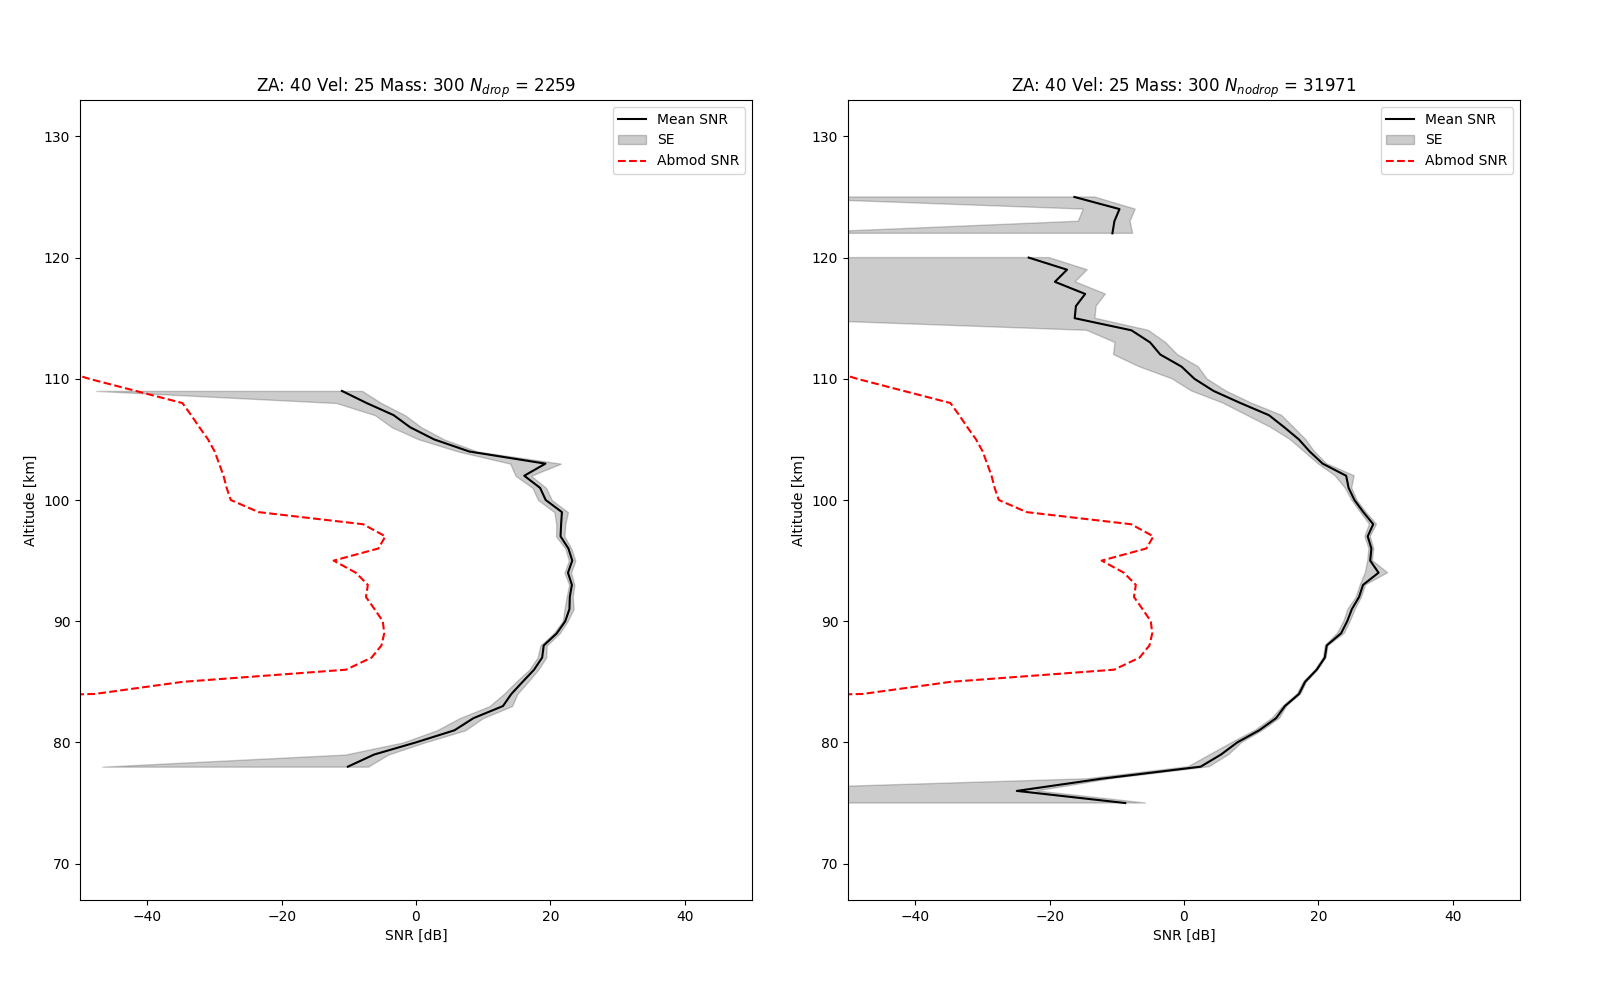 ZA: 40 Vel: 25 Mass: 300 N_drop = 2259
Mean SNR
SE
Abmod SNR
130
120
110
100
90
80
70
Altitude [km]
−40
−20
0
20
40
SNR [dB]
ZA: 40 Vel: 25 Mass: 300 N_nodrop = 31971
Mean SNR
SE
Abmod SNR
130
120
110
100
90
80
70
Altitude [km]
−40
−20
0
20
40
SNR [dB]